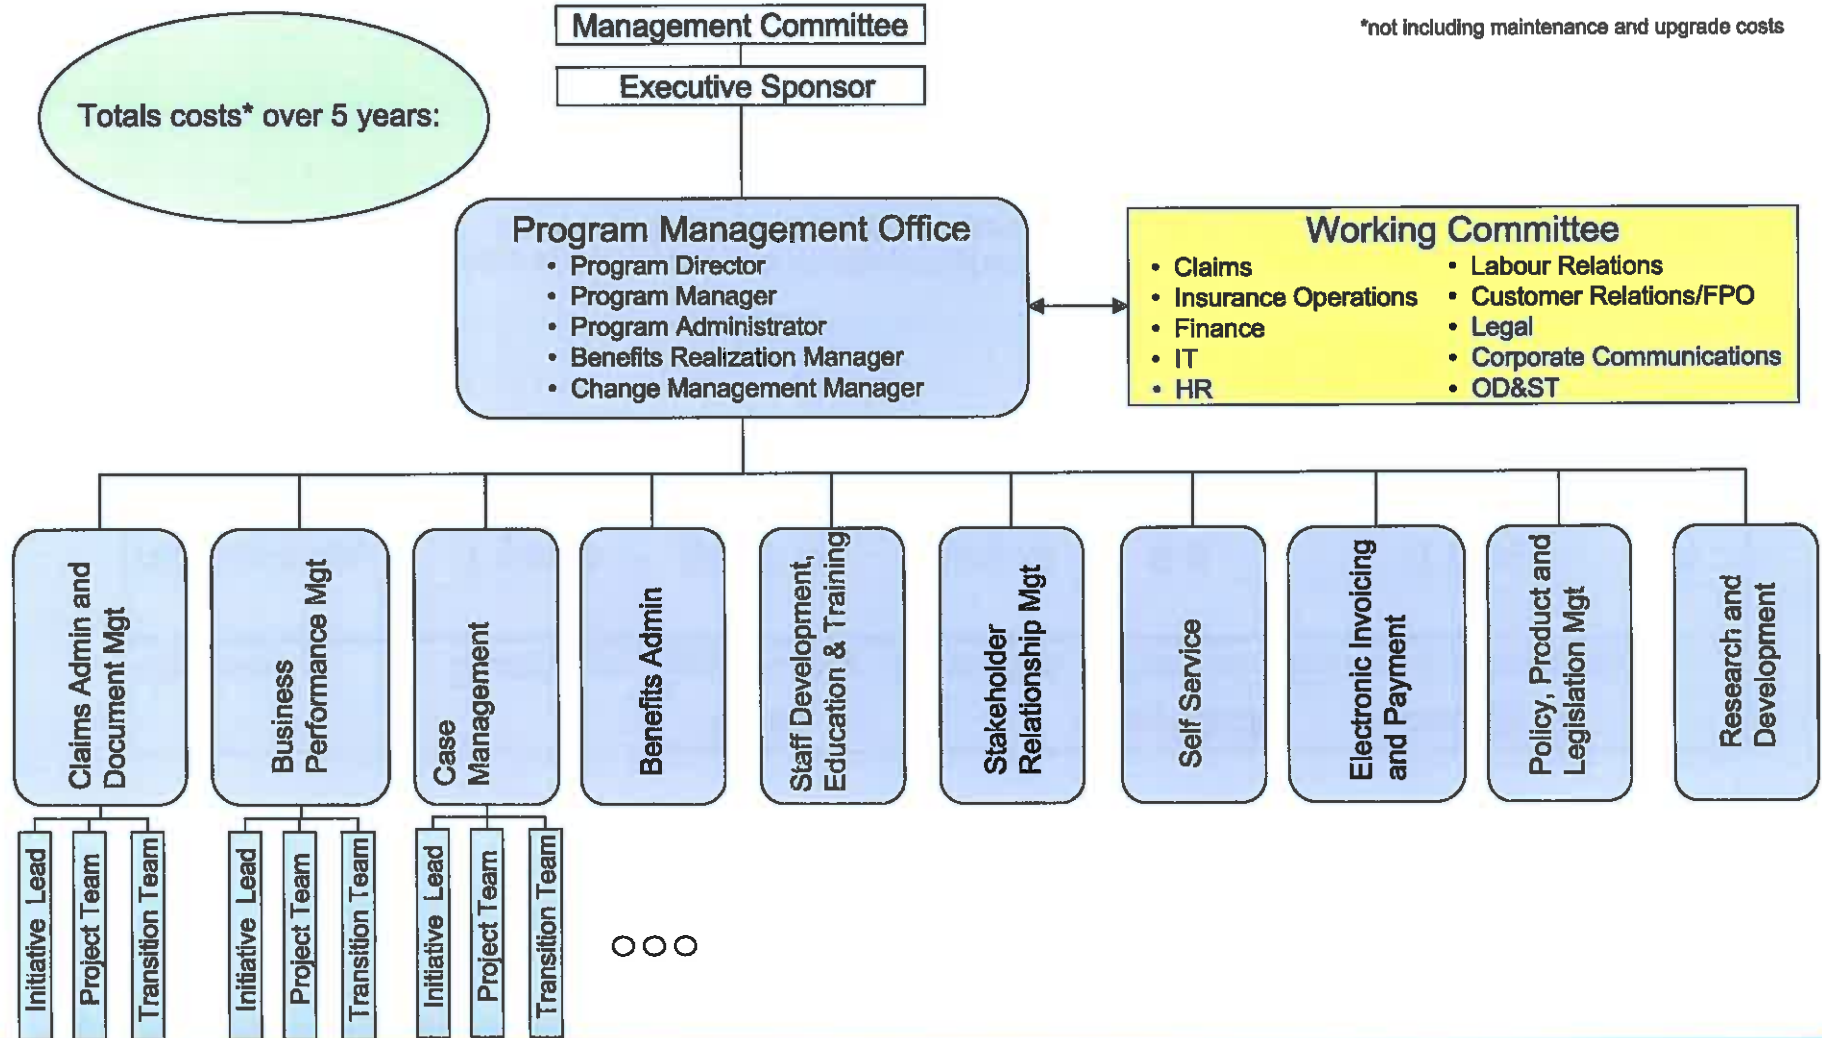 Management Committee
*not including maintenance and upgrade costs
Executive Sponsor
Totals costs* over 5 years:
Program Management Office
• Program Director
• Program Manager
• Program Administrator
• Benefits Realization Manager
• Change Management Manager
Working Committee
• Claims
• Insurance Operations
• Finance
• IT
• HR
• Labour Relations
• Customer Relations/FPO
• Legal
• Corporate Communications
• OD&ST
Claims Admin and
Document Mgt
Business
Performance Mgt
Case
Management
Benefits Admin
Staff Development,
Education & Training
Stakeholder
Relationship Mgt
Self Service
Electronic Invoicing
and Payment
Policy, Product and
Legislation Mgt
Research and
Development
Initiative Lead
Project Team
Transition Team
Initiative Lead
Project Team
Transition Team
Initiative Lead
Project Team
Transition Team